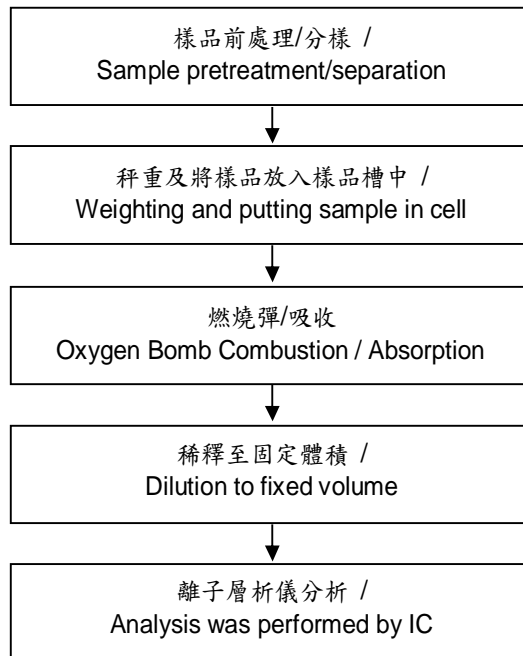 樣品前處理/分樣 /
Sample pretreatment/separation
秤重及將樣品放入樣品槽中 /
Weighting and putting sample in cell
燃燒彈/吸收
Oxygen Bomb Combustion / Absorption
稀釋至固定體積 /
Dilution to fixed volume
離子層析儀分析 /
Analysis was performed by IC